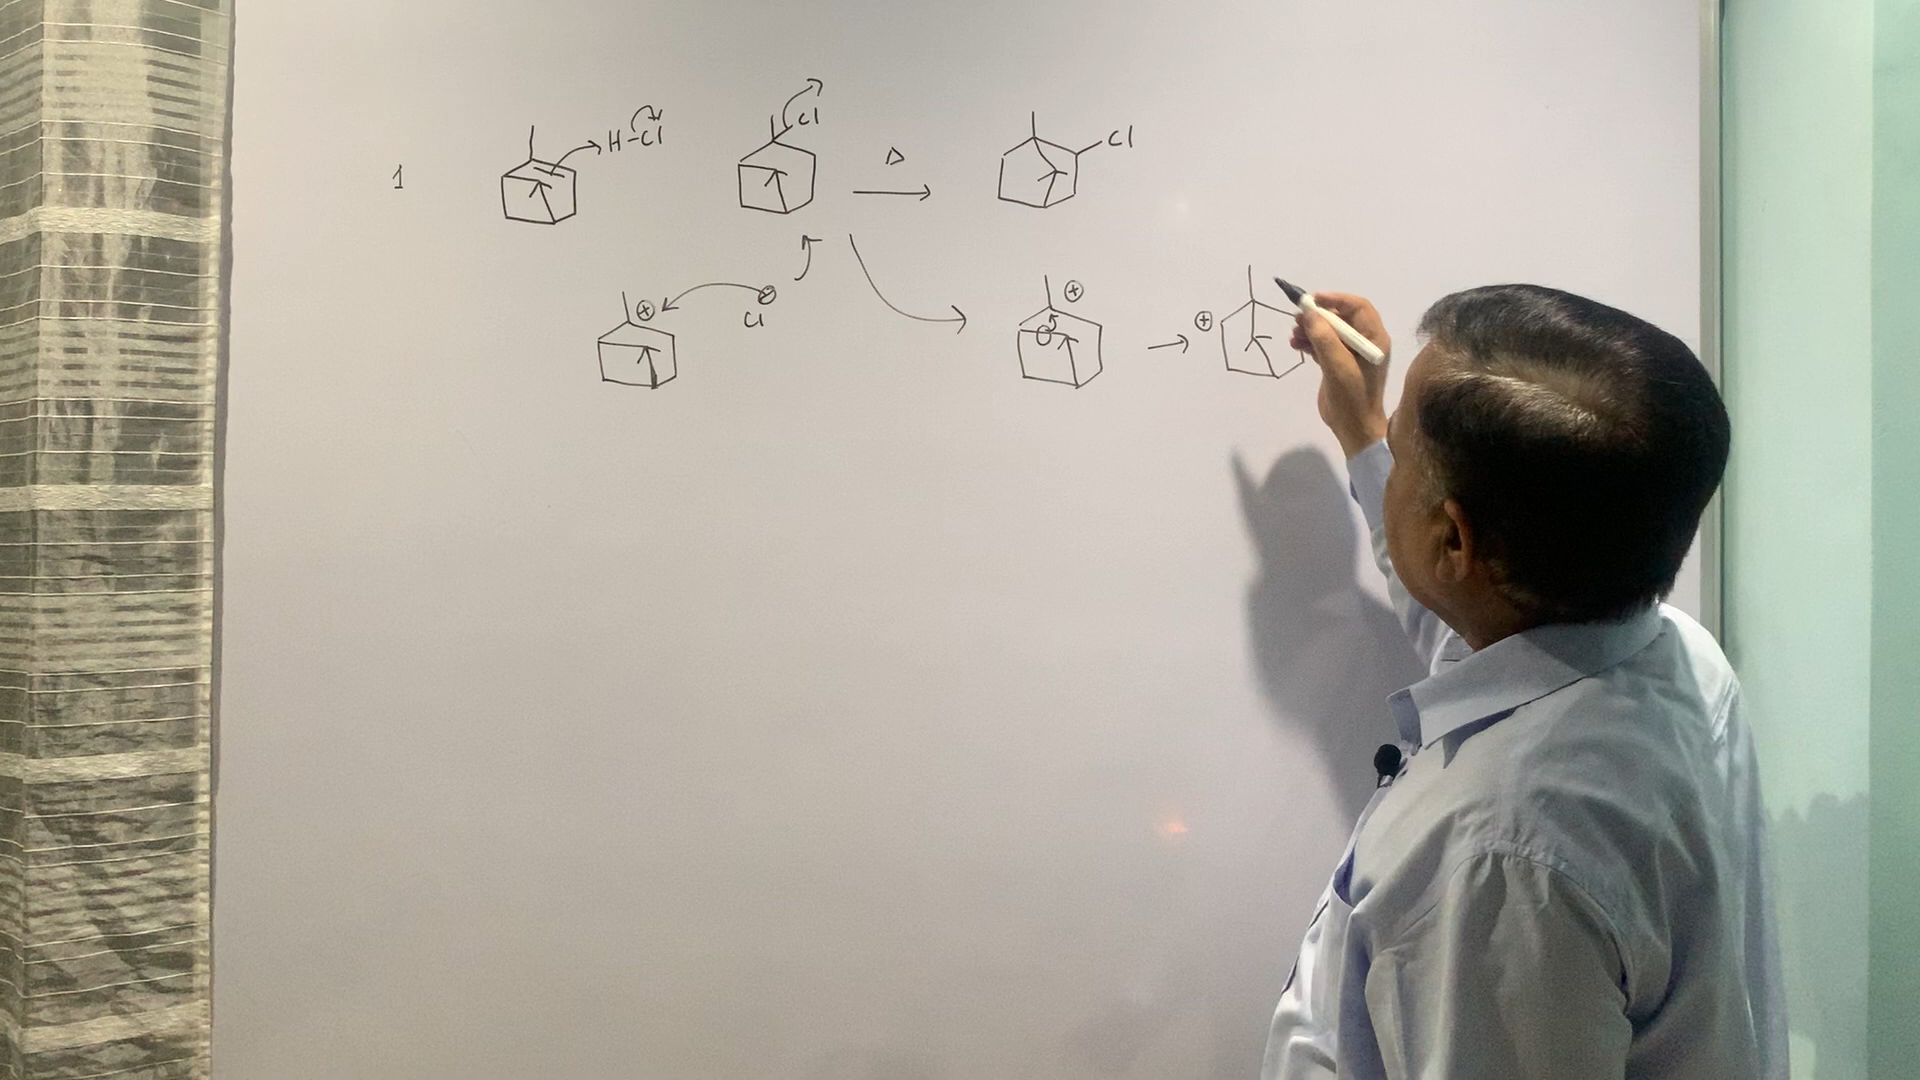 1 H-Cl Cl Δ Cl
⊕ Cl⊖ ⊕ ⊕